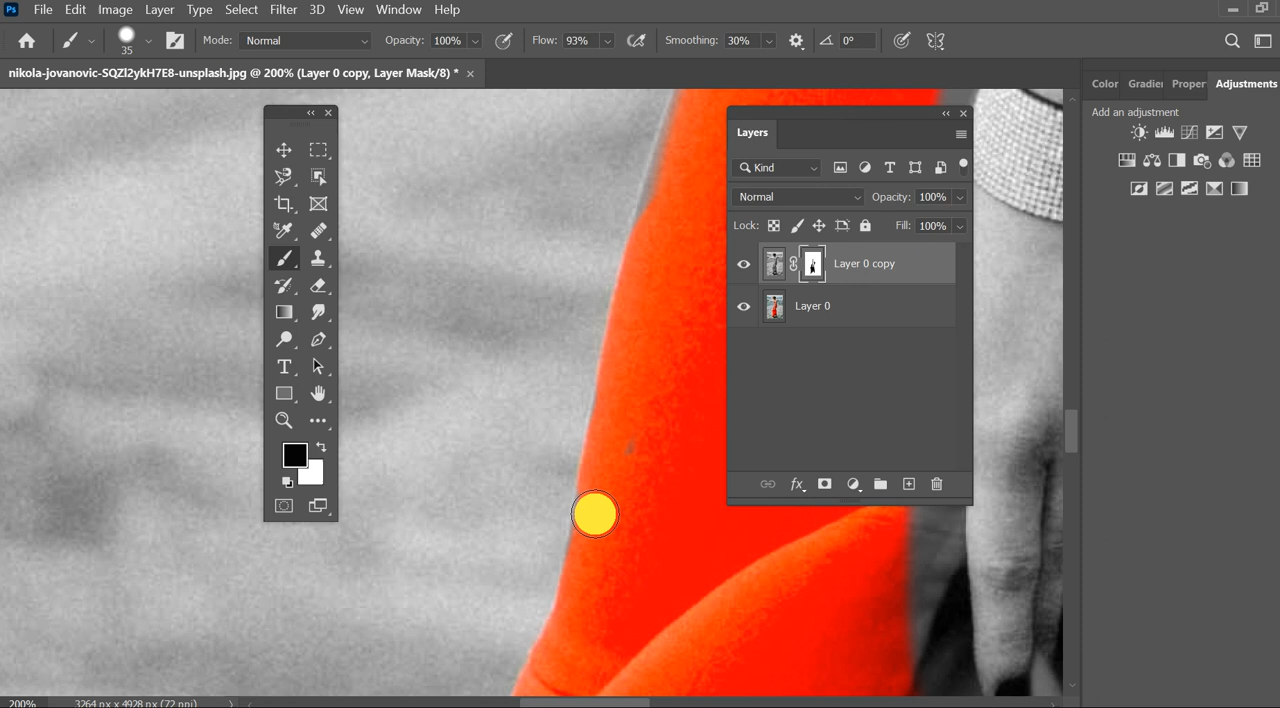 Ps File Edit Image Layer Type Select Filter 3D View Window Help
35 Mode: Normal Opacity: 100% Flow: 93% Smoothing: 30% 0°
nikola-jovanovic-SQZl2ykH7E8-unsplash.jpg @ 200% (Layer 0 copy, Layer Mask/8) * ×
Color Gradie Proper Adjustments
Add an adjustment
Layers
Kind
Normal Opacity: 100%
Lock: Fill: 100%
Layer 0 copy
Layer 0
T
fx
200% 3264 px x 4928 px (72 ppi)